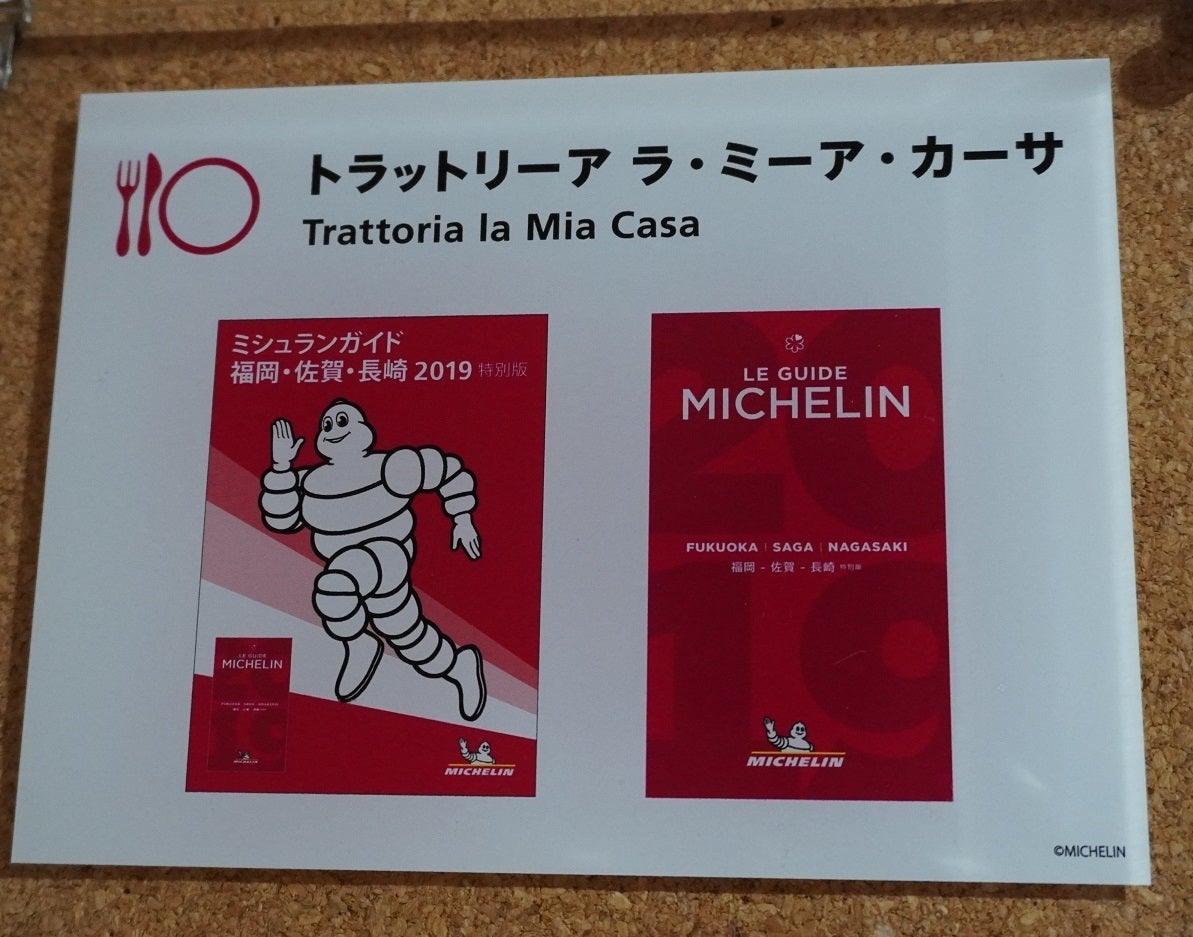 トラットリーア ラ・ミーア・カーサ
Trattoria la Mia Casa
ミシュランガイド
福岡・佐賀・長崎 2019 特別版
LE GUIDE
MICHELIN
MICHELIN
2019
LE GUIDE
MICHELIN
FUKUOKA | SAGA | NAGASAKI
福岡 - 佐賀 - 長崎 特別版
MICHELIN
©MICHELIN